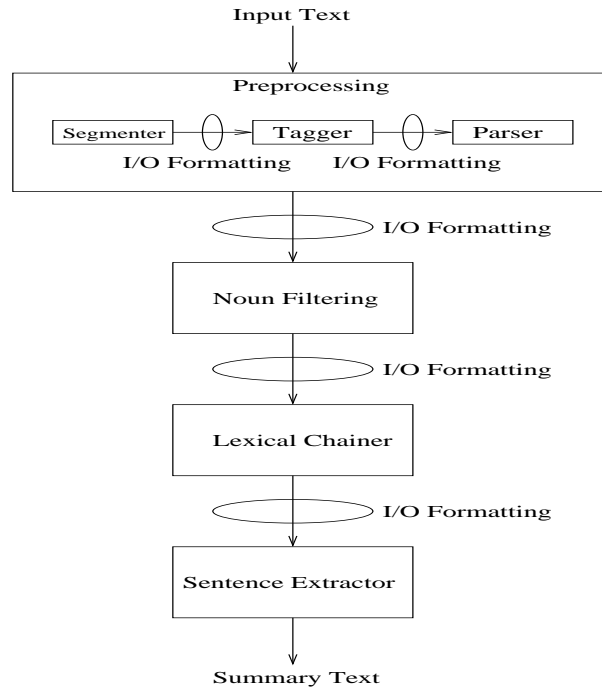 Input Text
Preprocessing
Segmenter
Tagger
Parser
I/O Formatting
I/O Formatting
I/O Formatting
Noun Filtering
I/O Formatting
Lexical Chainer
I/O Formatting
Sentence Extractor
Summary Text